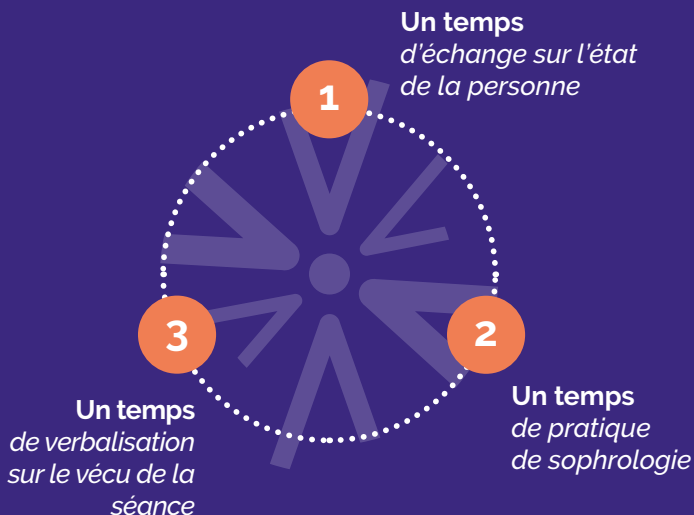 1
Un temps
d'échange sur l'état
de la personne
2
Un temps
de pratique
de sophrologie
3
Un temps
de verbalisation
sur le vécu de la
séance